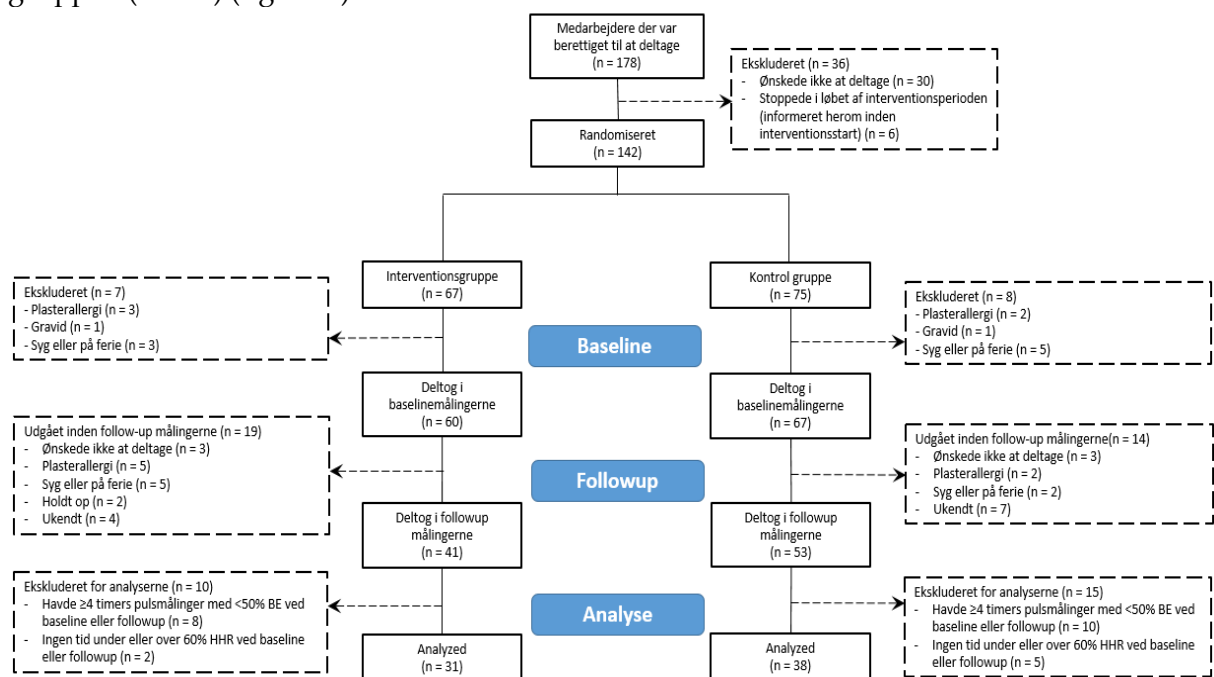 Medarbejdere der var
berettiget til at deltage
(n = 178)
Ekskluderet (n = 36)
- Ønskede ikke at deltage (n = 30)
- Stoppede i løbet af interventionsperioden
(informeret herom inden
interventionsstart) (n = 6)
Randomiseret
(n = 142)
Interventionsgruppe
(n = 67)
Kontrol gruppe
(n = 75)
Ekskluderet (n = 7)
- Plasterallergi (n = 3)
- Gravid (n = 1)
- Syg eller på ferie (n = 3)
Ekskluderet (n = 8)
- Plasterallergi (n = 2)
- Gravid (n = 1)
- Syg eller på ferie (n = 5)
Baseline
Deltog i
baselinemålingerne
(n = 60)
Deltog i
baselinemålingerne
(n = 67)
Udgået inden follow-up målingerne (n = 19)
- Ønskede ikke at deltage (n = 3)
- Plasterallergi (n = 5)
- Syg eller på ferie (n = 5)
- Holdt op (n = 2)
- Ukendt (n = 4)
Udgået inden follow-up målingerne(n = 14)
- Ønskede ikke at deltage (n = 3)
- Plasterallergi (n = 2)
- Syg eller på ferie (n = 2)
- Ukendt (n = 7)
Followup
Deltog i followup
målingerne
(n = 41)
Deltog i followup
målingerne
(n = 53)
Ekskluderet for analyserne (n = 10)
- Havde ≥4 timers pulsmålinger med <50% BE ved
baseline eller followup (n = 8)
- Ingen tid under eller over 60% HHR ved baseline
eller followup (n = 2)
Ekskluderet for analyserne (n = 15)
- Havde ≥4 timers pulsmålinger med <50% BE ved
baseline eller followup (n = 10)
- Ingen tid under eller over 60% HHR ved baseline
eller followup (n = 5)
Analyse
Analyzed
(n = 31)
Analyzed
(n = 38)